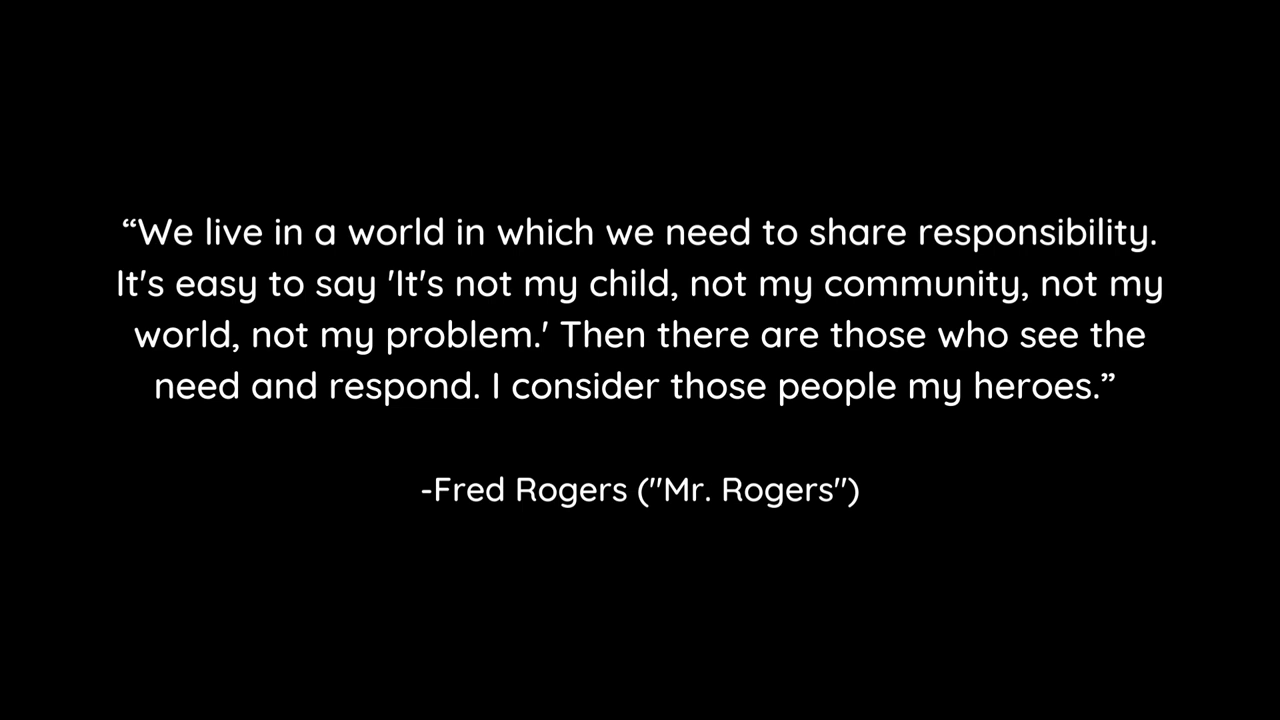 “We live in a world in which we need to share responsibility.
It's easy to say 'It's not my child, not my community, not my
world, not my problem.' Then there are those who see the
need and respond. I consider those people my heroes.”
-Fred Rogers ("Mr. Rogers")